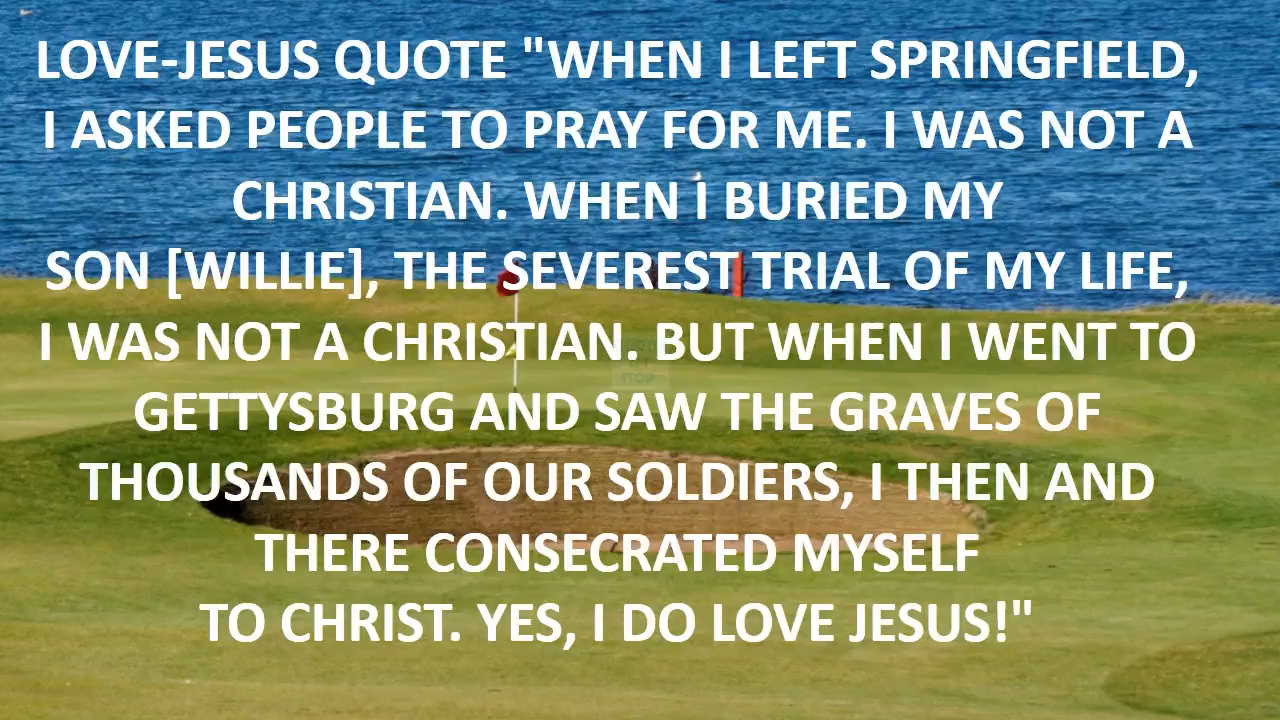 LOVE-JESUS QUOTE "WHEN I LEFT SPRINGFIELD,
I ASKED PEOPLE TO PRAY FOR ME. I WAS NOT A
CHRISTIAN. WHEN I BURIED MY
SON [WILLIE], THE SEVEREST TRIAL OF MY LIFE,
I WAS NOT A CHRISTIAN. BUT WHEN I WENT TO
GETTYSBURG AND SAW THE GRAVES OF
THOUSANDS OF OUR SOLDIERS, I THEN AND
THERE CONSECRATED MYSELF
TO CHRIST. YES, I DO LOVE JESUS!"